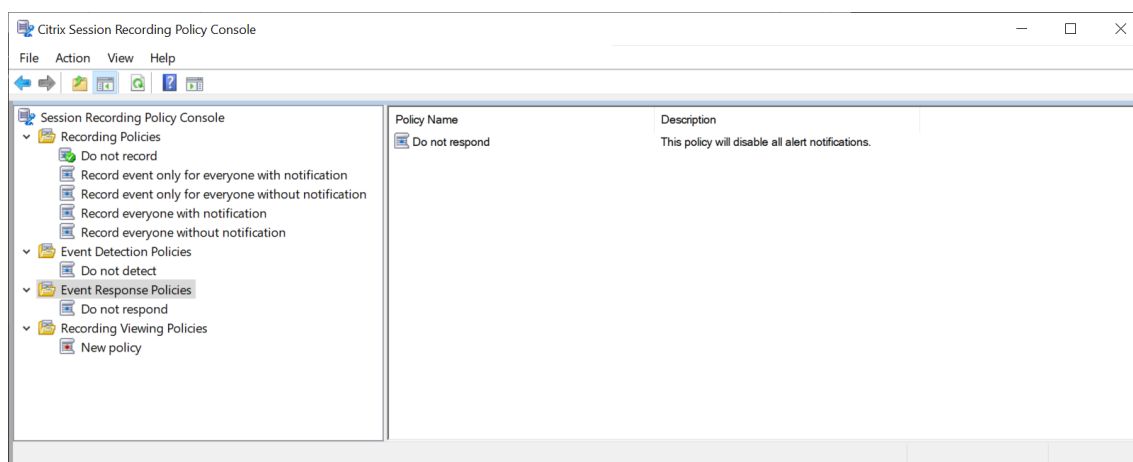 Citrix Session Recording Policy Console
File Action View Help
Session Recording Policy Console
Recording Policies
Do not record
Record event only for everyone with notification
Record event only for everyone without notification
Record everyone with notification
Record everyone without notification
Event Detection Policies
Do not detect
Event Response Policies
Do not respond
Recording Viewing Policies
New policy
Policy Name Description
Do not respond This policy will disable all alert notifications.